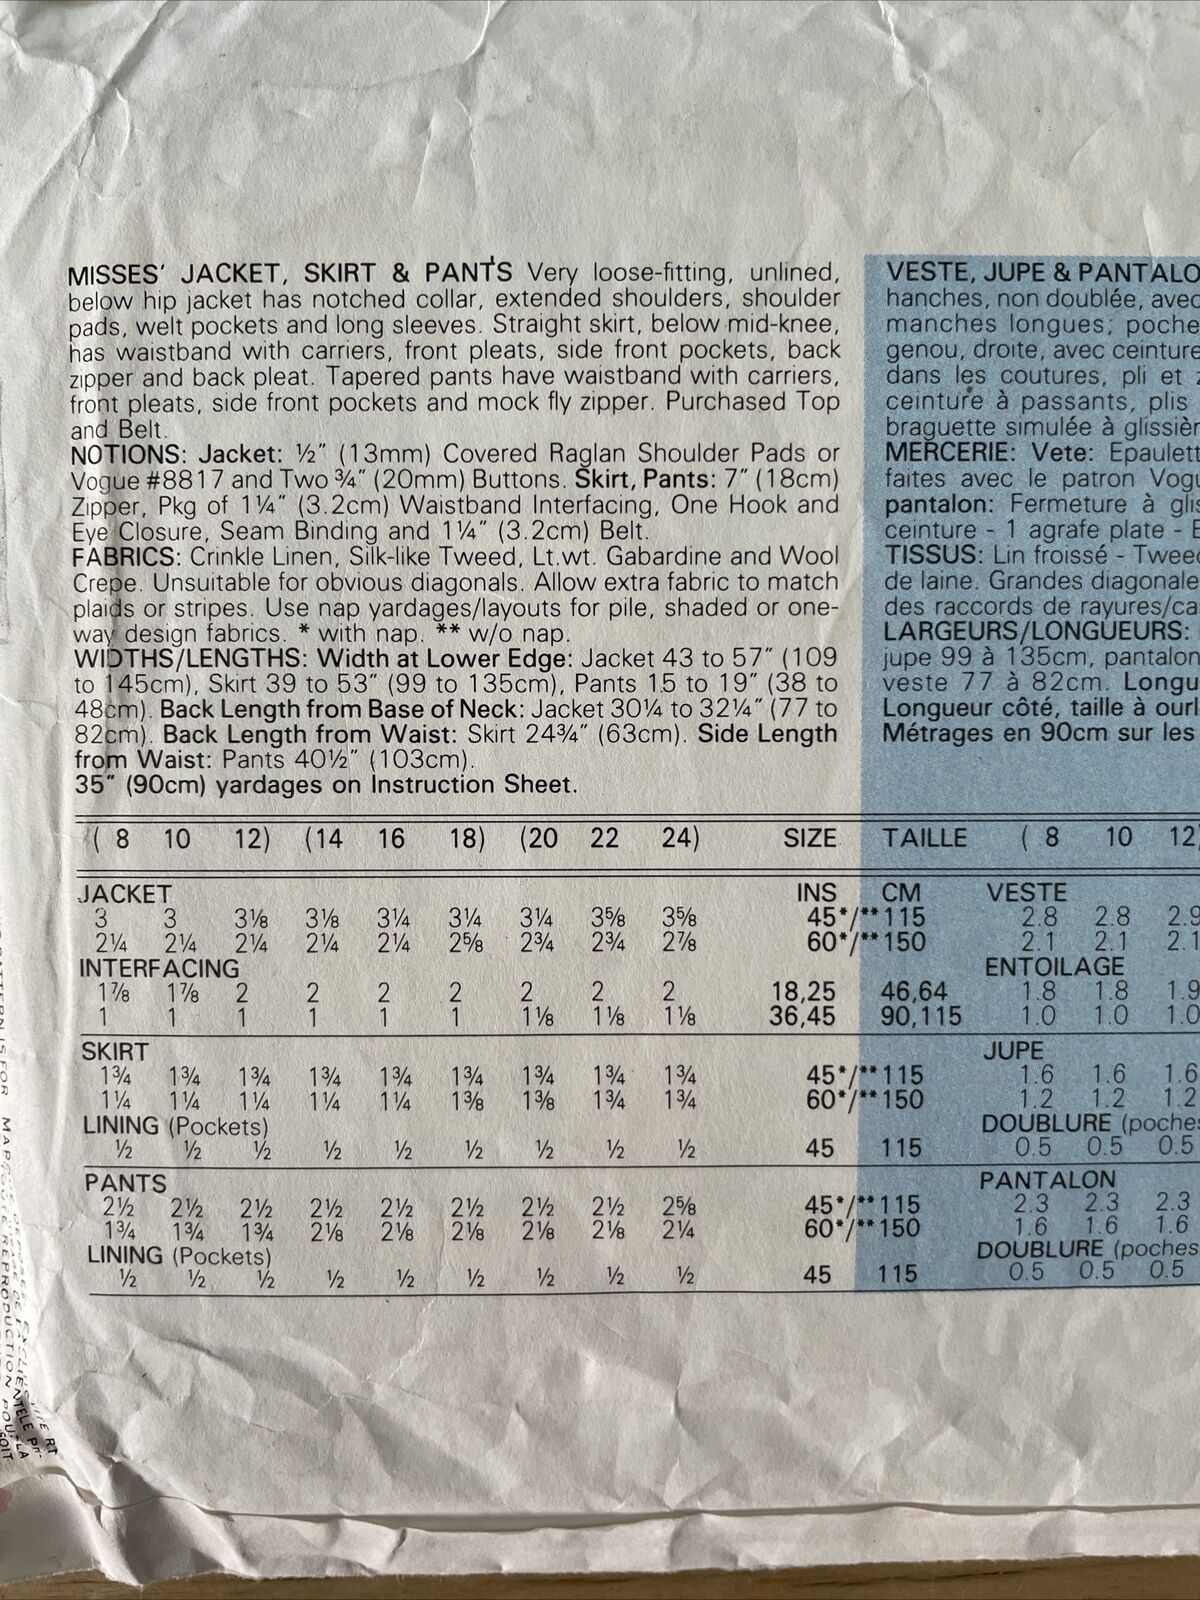 MISSES' JACKET, SKIRT & PANTS Very loose-fitting, unlined,
below hip jacket has notched collar, extended shoulders, shoulder
pads, welt pockets and long sleeves. Straight skirt, below mid-knee,
has waistband with carriers, front pleats, side front pockets, back
zipper and back pleat. Tapered pants have waistband with carriers,
front pleats, side front pockets and mock fly zipper. Purchased Top
and Belt.
NOTIONS: Jacket: ½" (13mm) Covered Raglan Shoulder Pads or
Vogue #8817 and Two ¾" (20mm) Buttons. Skirt, Pants: 7" (18cm)
Zipper, Pkg of 1¼" (3.2cm) Waistband Interfacing, One Hook and
Eye Closure, Seam Binding and 1¼" (3.2cm) Belt.
FABRICS: Crinkle Linen, Silk-like Tweed, Lt.wt. Gabardine and Wool
Crepe. Unsuitable for obvious diagonals. Allow extra fabric to match
plaids or stripes. Use nap yardages/layouts for pile, shaded or one-
way design fabrics. * with nap. ** w/o nap.
WIDTHS/LENGTHS: Width at Lower Edge: Jacket 43 to 57" (109
to 145cm), Skirt 39 to 53" (99 to 135cm), Pants 15 to 19" (38 to
48cm). Back Length from Base of Neck: Jacket 30¼ to 32¼" (77 to
82cm). Back Length from Waist: Skirt 24¾" (63cm). Side Length
from Waist: Pants 40½" (103cm).
35" (90cm) yardages on Instruction Sheet.
VESTE, JUPE & PANTALO
hanches, non doublée, avec
manches longues; poche
genou, droite, avec ceinture
dans les coutures, pli et z
ceinture à passants, plis
braguette simulée à glissièr
MERCERIE: Vete: Epaulett
faites avec le patron Vogu
pantalon: Fermeture à glis
ceinture - 1 agrafe plate - E
TISSUS: Lin froissé - Tweed
de laine. Grandes diagonale
des raccords de rayures/ca
LARGEURS/LONGUEURS:
jupe 99 à 135cm, pantalon
veste 77 à 82cm. Longu
Longueur côté, taille à ourl
Métrages en 90cm sur les
( 8 10 12) (14 16 18) (20 22 24) SIZE TAILLE ( 8 10 12)
JACKET INS CM VESTE
3 3 3⅛ 3⅛ 3¼ 3¼ 3¼ 3⅝ 3⅝ 45*/**115 2.8 2.8 2.9
2¼ 2¼ 2¼ 2¼ 2¼ 2⅝ 2¾ 2¾ 2⅞ 60*/**150 2.1 2.1 2.1
INTERFACING ENTOILAGE
1⅞ 1⅞ 2 2 2 2 2 2 2 18,25 46,64 1.8 1.8 1.9
1 1 1 1 1 1 1⅛ 1⅛ 1⅛ 36,45 90,115 1.0 1.0 1.0
SKIRT JUPE
1¾ 1¾ 1¾ 1¾ 1¾ 1¾ 1¾ 1¾ 1¾ 45*/**115 1.6 1.6 1.6
1¼ 1¼ 1¼ 1¼ 1¼ 1⅜ 1⅜ 1¾ 1¾ 60*/**150 1.2 1.2 1.2
LINING (Pockets) DOUBLURE (poches
½ ½ ½ ½ ½ ½ ½ ½ ½ 45 115 0.5 0.5 0.5
PANTS PANTALON
2½ 2½ 2½ 2½ 2½ 2½ 2½ 2½ 2⅝ 45*/**115 2.3 2.3 2.3
1¾ 1¾ 1¾ 2⅛ 2⅛ 2⅛ 2⅛ 2⅛ 2¼ 60*/**150 1.6 1.6 1.6
LINING (Pockets) DOUBLURE (poches
½ ½ ½ ½ ½ ½ ½ ½ ½ 45 115 0.5 0.5 0.5